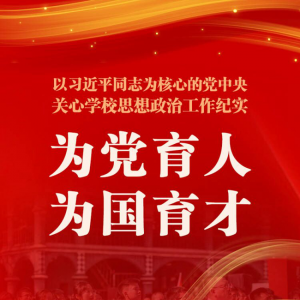 以习近平同志为核心的党中央
关心学校思想政治工作纪实
为党育人
为国育才